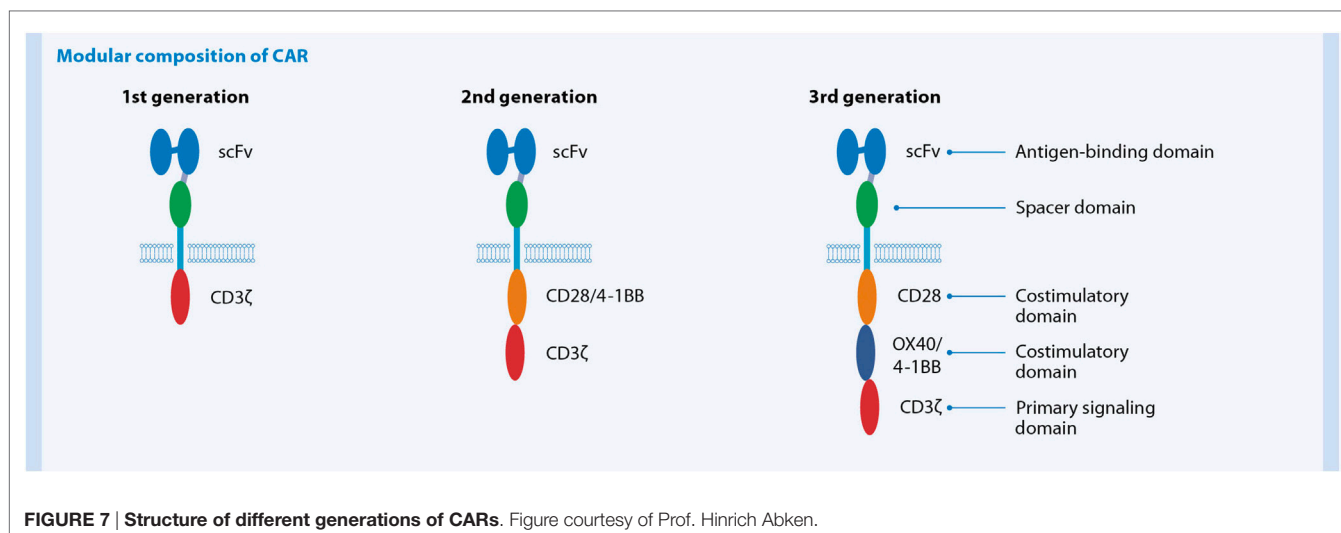 Modular composition of CAR
1st generation
scFv
CD3ζ
2nd generation
scFv
CD28/4-1BB
CD3ζ
3rd generation
scFv
Antigen-binding domain
Spacer domain
CD28
Costimulatory
domain
OX40/
4-1BB
Costimulatory
domain
CD3ζ
Primary signaling
domain
FIGURE 7 | Structure of different generations of CARs. Figure courtesy of Prof. Hinrich Abken.